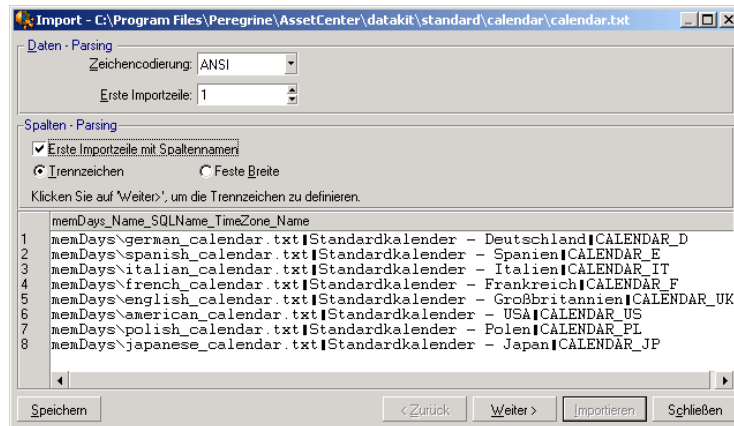 Import - C:\Program Files\Peregrine\AssetCenter\datakit\standard\calendar\calendar.txt
Daten - Parsing
Zeichencodierung: ANSI
Erste Importzeile: 1
Spalten - Parsing
Erste Importzeile mit Spaltennamen
Trennzeichen Feste Breite
Klicken Sie auf 'Weiter>', um die Trennzeichen zu definieren.
memDays_Name_SQLName_TimeZone_Name
1 memDays\german_calendar.txt|Standardkalender - Deutschland|CALENDAR_D
2 memDays\spanish_calendar.txt|Standardkalender - Spanien|CALENDAR_E
3 memDays\italian_calendar.txt|Standardkalender - Italien|CALENDAR_IT
4 memDays\french_calendar.txt|Standardkalender - Frankreich|CALENDAR_F
5 memDays\english_calendar.txt|Standardkalender - Großbritannien|CALENDAR_UK
6 memDays\american_calendar.txt|Standardkalender - USA|CALENDAR_US
7 memDays\polish_calendar.txt|Standardkalender - Polen|CALENDAR_PL
8 memDays\japanese_calendar.txt|Standardkalender - Japan|CALENDAR_JP
Speichern < Zurück Weiter > Importieren Schließen